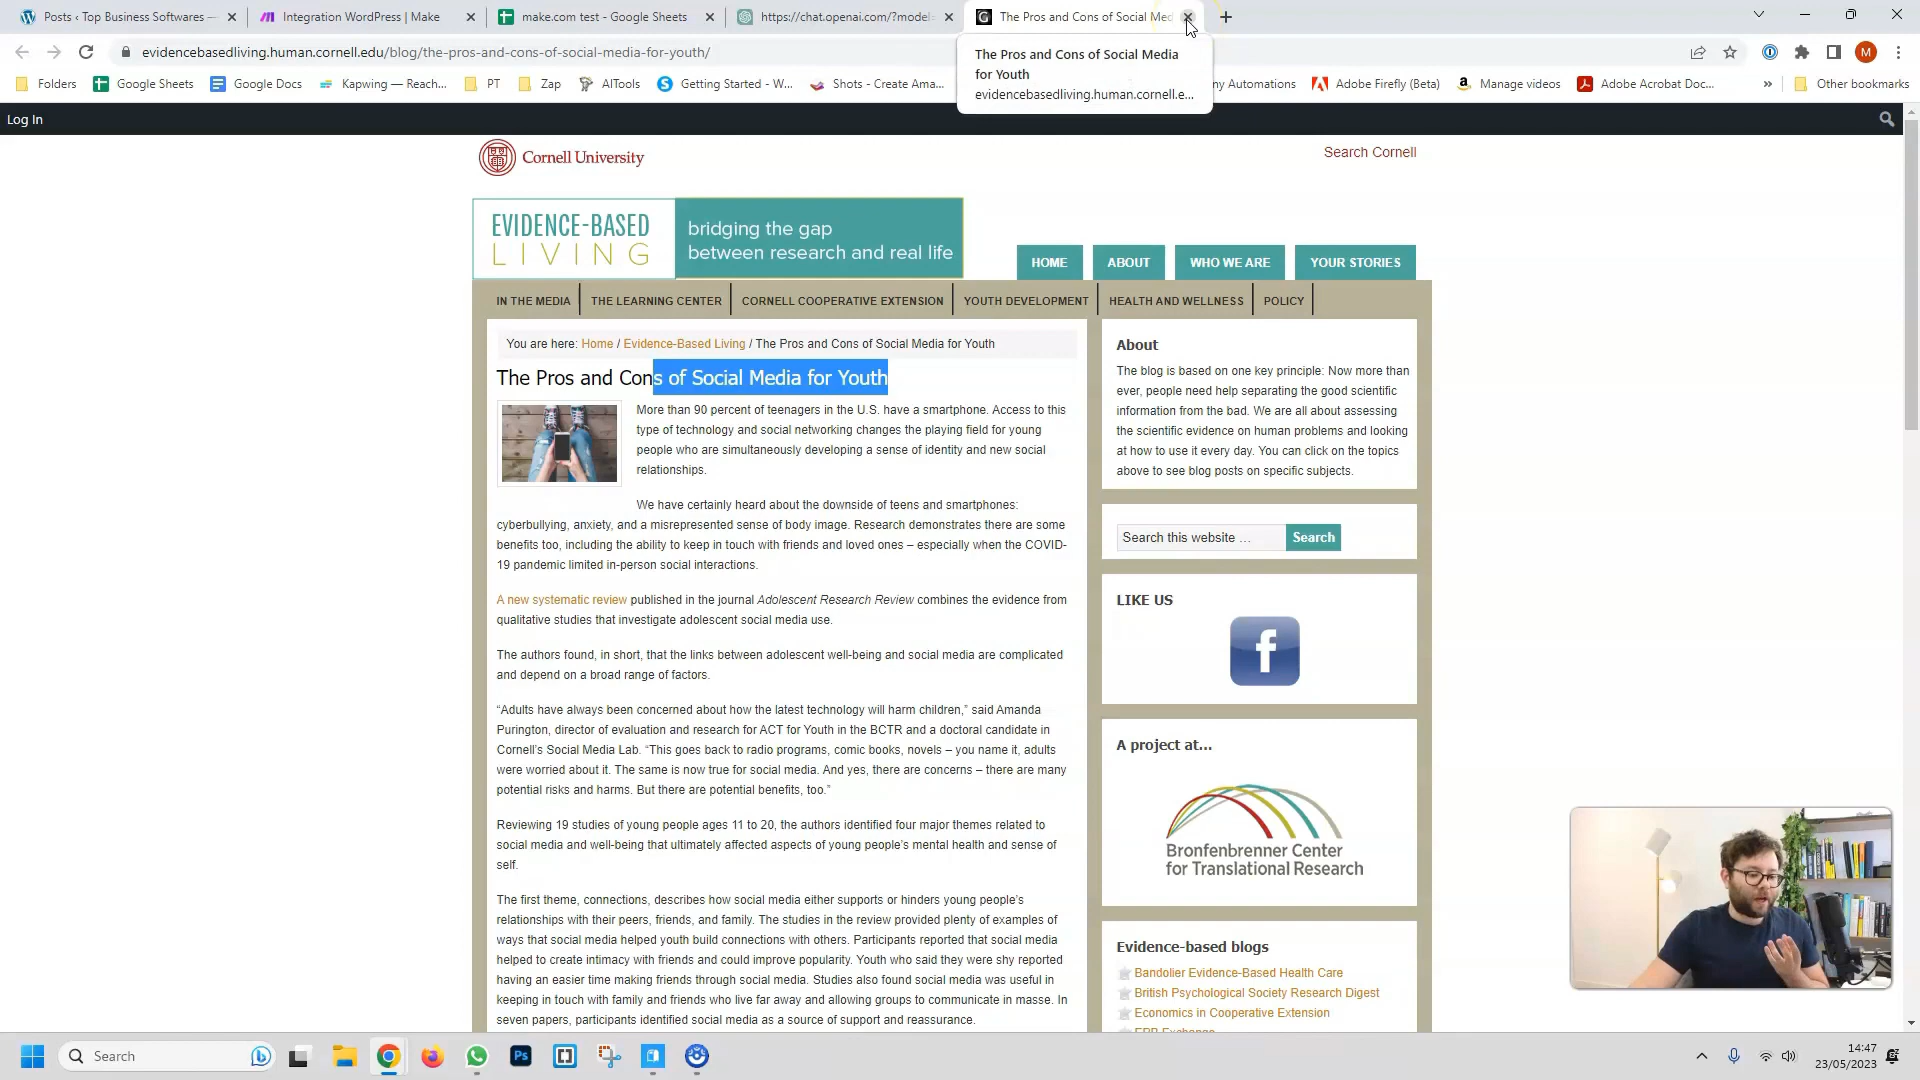 Posts ‹ Top Business Softwares —
Integration WordPress | Make
make.com test - Google Sheets
https://chat.openai.com/?model=
The Pros and Cons of Social Med
evidencebasedliving.human.cornell.edu/blog/the-pros-and-cons-of-social-media-for-youth/
M
The Pros and Cons of Social Media
for Youth
evidencebasedliving.human.cornell.e...
Folders
Google Sheets
Google Docs
Kapwing — Reach...
PT
Zap
AITools
Getting Started - W...
Shots - Create Ama...
ny Automations
Adobe Firefly (Beta)
Manage videos
Adobe Acrobat Doc...
»
Other bookmarks
Log In
Cornell University
Search Cornell
EVIDENCE-BASED
LIVING
bridging the gap
between research and real life
HOME
ABOUT
WHO WE ARE
YOUR STORIES
IN THE MEDIA
THE LEARNING CENTER
CORNELL COOPERATIVE EXTENSION
YOUTH DEVELOPMENT
HEALTH AND WELLNESS
POLICY
You are here: Home / Evidence-Based Living / The Pros and Cons of Social Media for Youth
The Pros and Cons of Social Media for Youth
More than 90 percent of teenagers in the U.S. have a smartphone. Access to this
type of technology and social networking changes the playing field for young
people who are simultaneously developing a sense of identity and new social
relationships.
We have certainly heard about the downside of teens and smartphones:
cyberbullying, anxiety, and a misrepresented sense of body image. Research demonstrates there are some
benefits too, including the ability to keep in touch with friends and loved ones – especially when the COVID-
19 pandemic limited in-person social interactions.
A new systematic review published in the journal Adolescent Research Review combines the evidence from
qualitative studies that investigate adolescent social media use.
The authors found, in short, that the links between adolescent well-being and social media are complicated
and depend on a broad range of factors.
“Adults have always been concerned about how the latest technology will harm children,” said Amanda
Purington, director of evaluation and research for ACT for Youth in the BCTR and a doctoral candidate in
Cornell’s Social Media Lab. “This goes back to radio programs, comic books, novels – you name it, adults
were worried about it. The same is now true for social media. And yes, there are concerns – there are many
potential risks and harms. But there are potential benefits, too.”
Reviewing 19 studies of young people ages 11 to 20, the authors identified four major themes related to
social media and well-being that ultimately affected aspects of young people’s mental health and sense of
self.
The first theme, connections, describes how social media either supports or hinders young people’s
relationships with their peers, friends, and family. The studies in the review provided plenty of examples of
ways that social media helped youth build connections with others. Participants reported that social media
helped to create intimacy with friends and could improve popularity. Youth who said they were shy reported
having an easier time making friends through social media. Studies also found social media was useful in
keeping in touch with family and friends who live far away and allowing groups to communicate in masse. In
seven papers, participants identified social media as a source of support and reassurance.
About
The blog is based on one key principle: Now more than
ever, people need help separating the good scientific
information from the bad. We are all about assessing
the scientific evidence on human problems and looking
at how to use it every day. You can click on the topics
above to see blog posts on specific subjects.
Search this website …
Search
LIKE US
f
A project at…
Bronfenbrenner Center
for Translational Research
Evidence-based blogs
Bandolier Evidence-Based Health Care
British Psychological Society Research Digest
Economics in Cooperative Extension
Search
Ps
14:47
23/05/2023